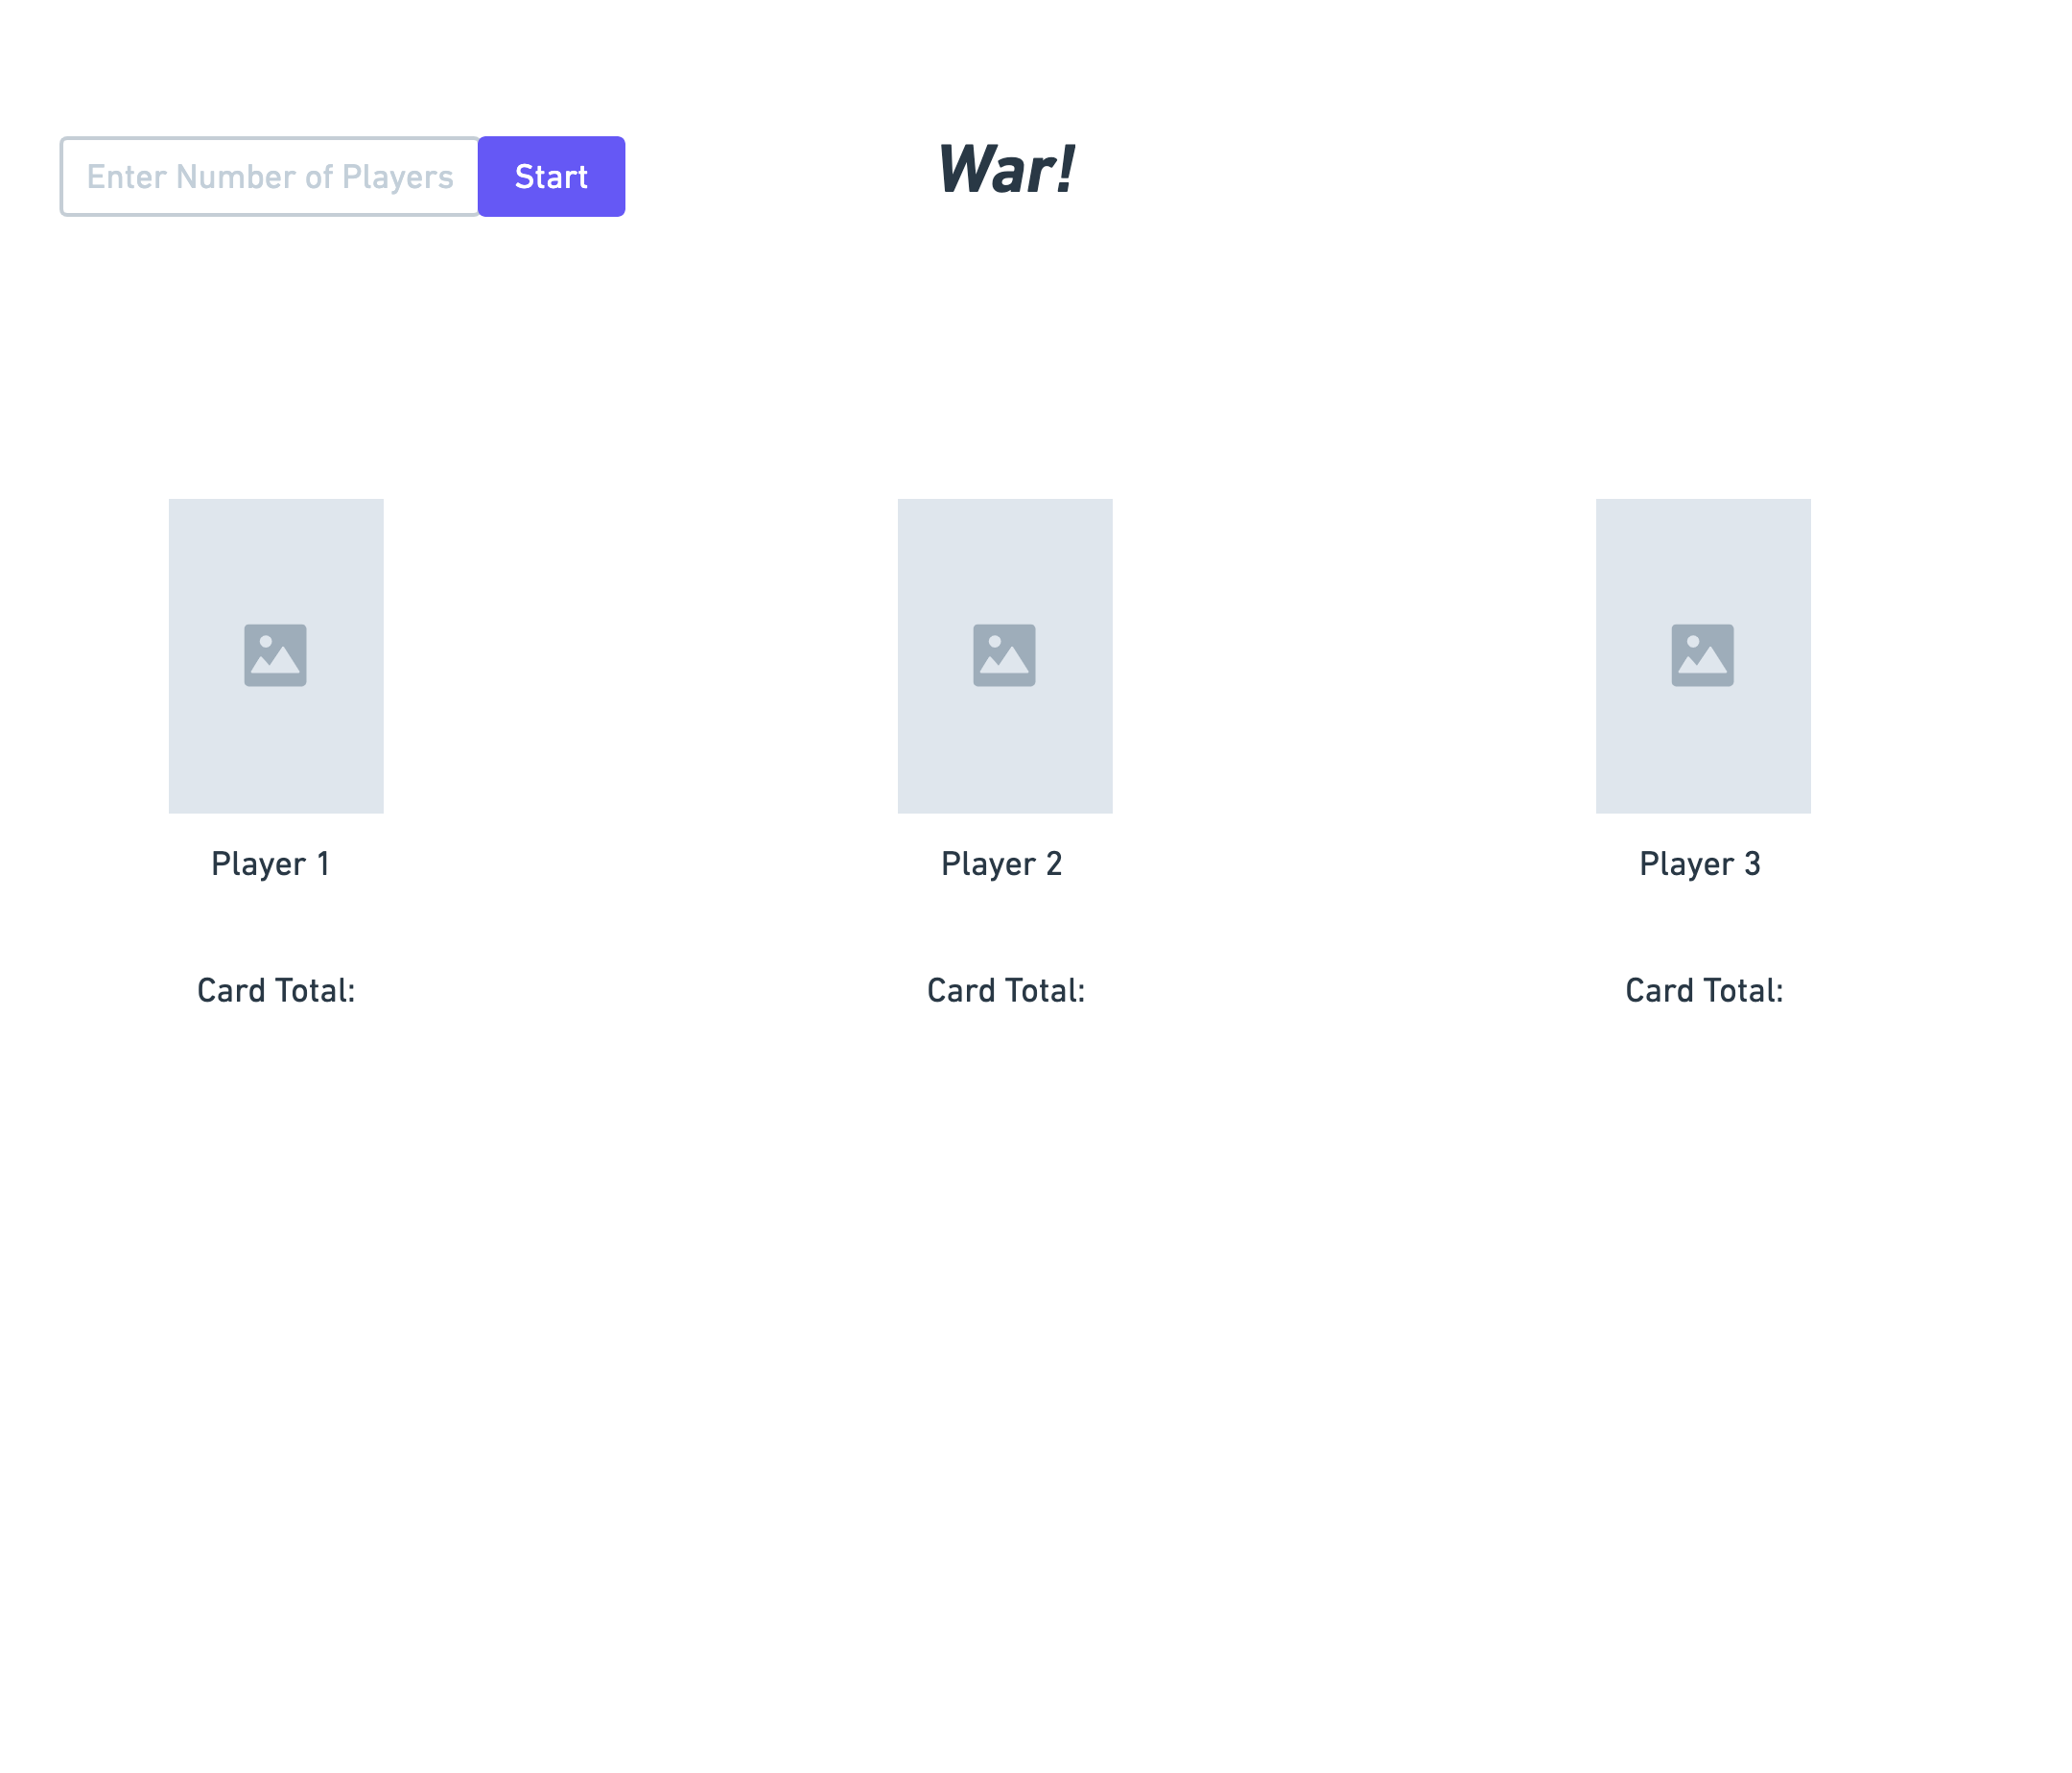 Enter Number of Players
Start
War!
Player 1
Player 2
Player 3
Card Total:
Card Total:
Card Total: